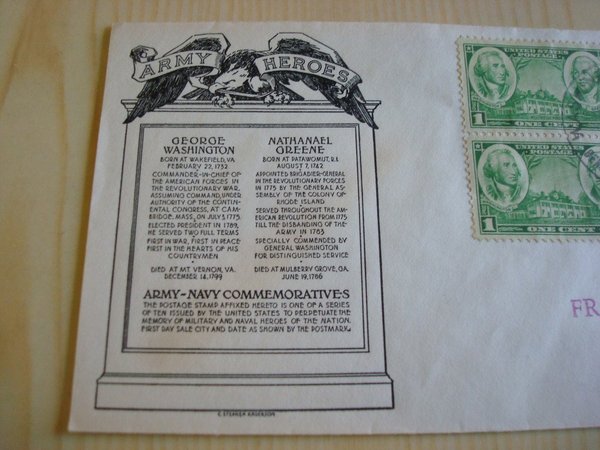 ARMY HEROES
GEORGE
WASHINGTON
BORN AT WAKEFIELD, VA.
FEBRUARY 22, 1732
COMMANDER-IN-CHIEF OF
THE AMERICAN FORCES IN
THE REVOLUTIONARY WAR,
ASSUMING COMMAND, UNDER
AUTHORITY OF THE CONTIN-
ENTAL CONGRESS, AT CAM-
BRIDGE, MASS., ON JULY 3, 1775.
ELECTED PRESIDENT IN 1789,
HE SERVED TWO FULL TERMS
FIRST IN WAR, FIRST IN PEACE
FIRST IN THE HEARTS OF HIS
COUNTRYMEN
DIED AT MT VERNON, VA.
DECEMBER 14, 1799
NATHANAEL
GREENE
BORN AT PATAWOMUT, R.I.
AUGUST 7, 1742
APPOINTED BRIGADIER-GENERAL
IN THE REVOLUTIONARY FORCES
IN 1775 BY THE GENERAL AS-
SEMBLY OF THE COLONY OF
RHODE ISLAND
SERVED THROUGHOUT THE AM-
ERICAN REVOLUTION FROM 1775
TILL THE DISBANDING OF THE
ARMY IN 1783
SPECIALLY COMMENDED BY
GENERAL WASHINGTON
FOR DISTINGUISHED SERVICE
DIED AT MULBERRY GROVE, GA.
JUNE 19, 1786
ARMY-NAVY COMMEMORATIVES
THE POSTAGE STAMP AFFIXED HERETO IS ONE OF A SERIES
OF TEN ISSUED BY THE UNITED STATES TO PERPETUATE THE
MEMORY OF MILITARY AND NAVAL HEROES OF THE NATION.
FIRST DAY SALE CITY AND DATE AS SHOWN BY THE POSTMARK.
C. STEPHEN ANDERSON
UNITED STATES
POSTAGE
1 ONE CENT
UNITED STATES
POSTAGE
1 ONE CENT
FR